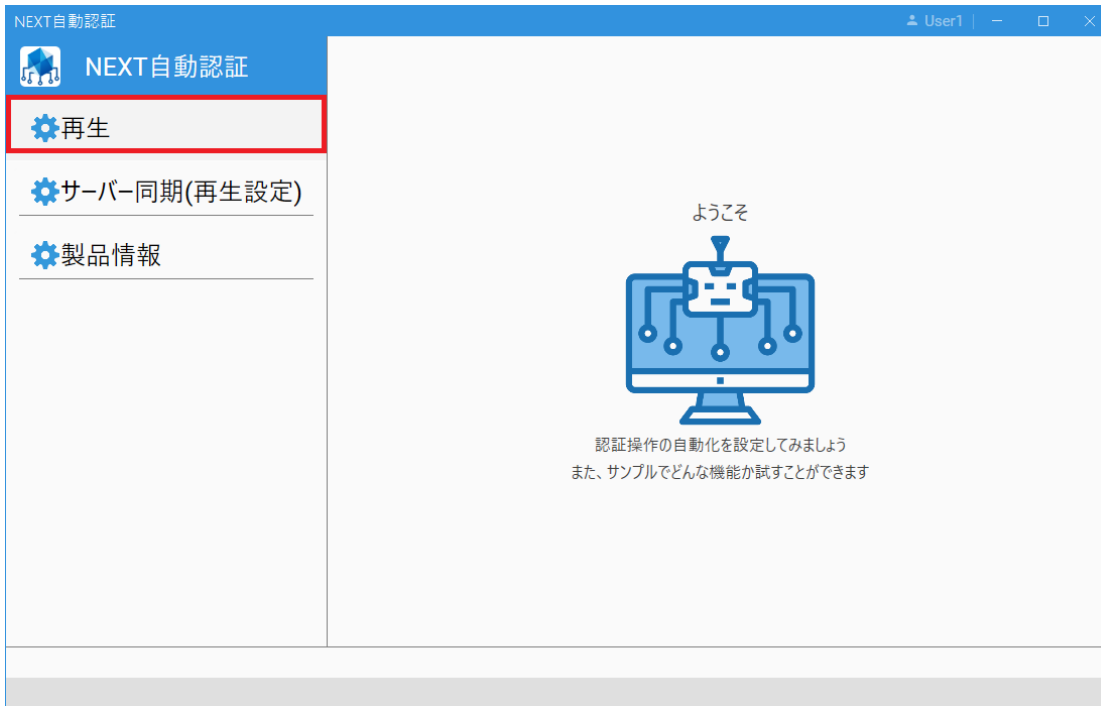 NEXT自動認証
User1
NEXT自動認証
再生
サーバー同期(再生設定)
製品情報
ようこそ
認証操作の自動化を設定してみましょう
また、サンプルでどんな機能か試すことができます